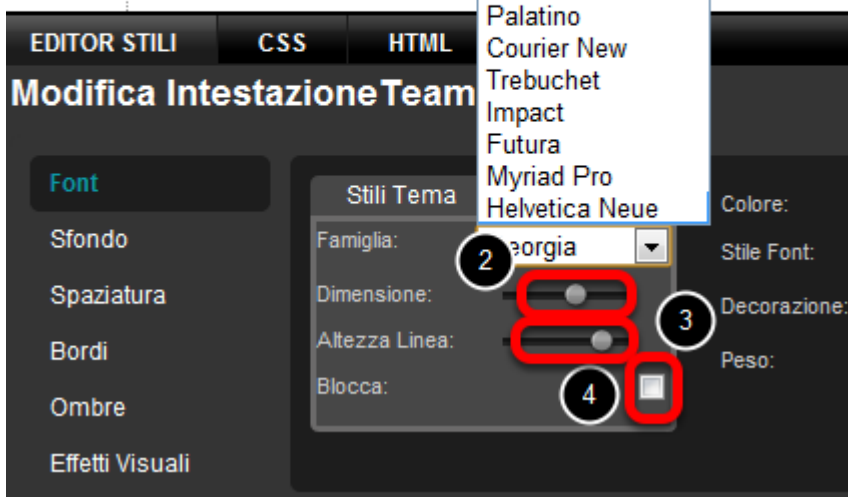 Palatino
Courier New
Trebuchet
Impact
Futura
Myriad Pro
Helvetica Neue
EDITOR STILI CSS HTML
Modifica IntestazioneTeam
Font
Sfondo
Spaziatura
Bordi
Ombre
Effetti Visuali
Stili Tema
Famiglia:
2
Dimensione:
Altezza Linea:
3
Blocca:
4
Colore:
Stile Font:
Decorazione:
Peso: